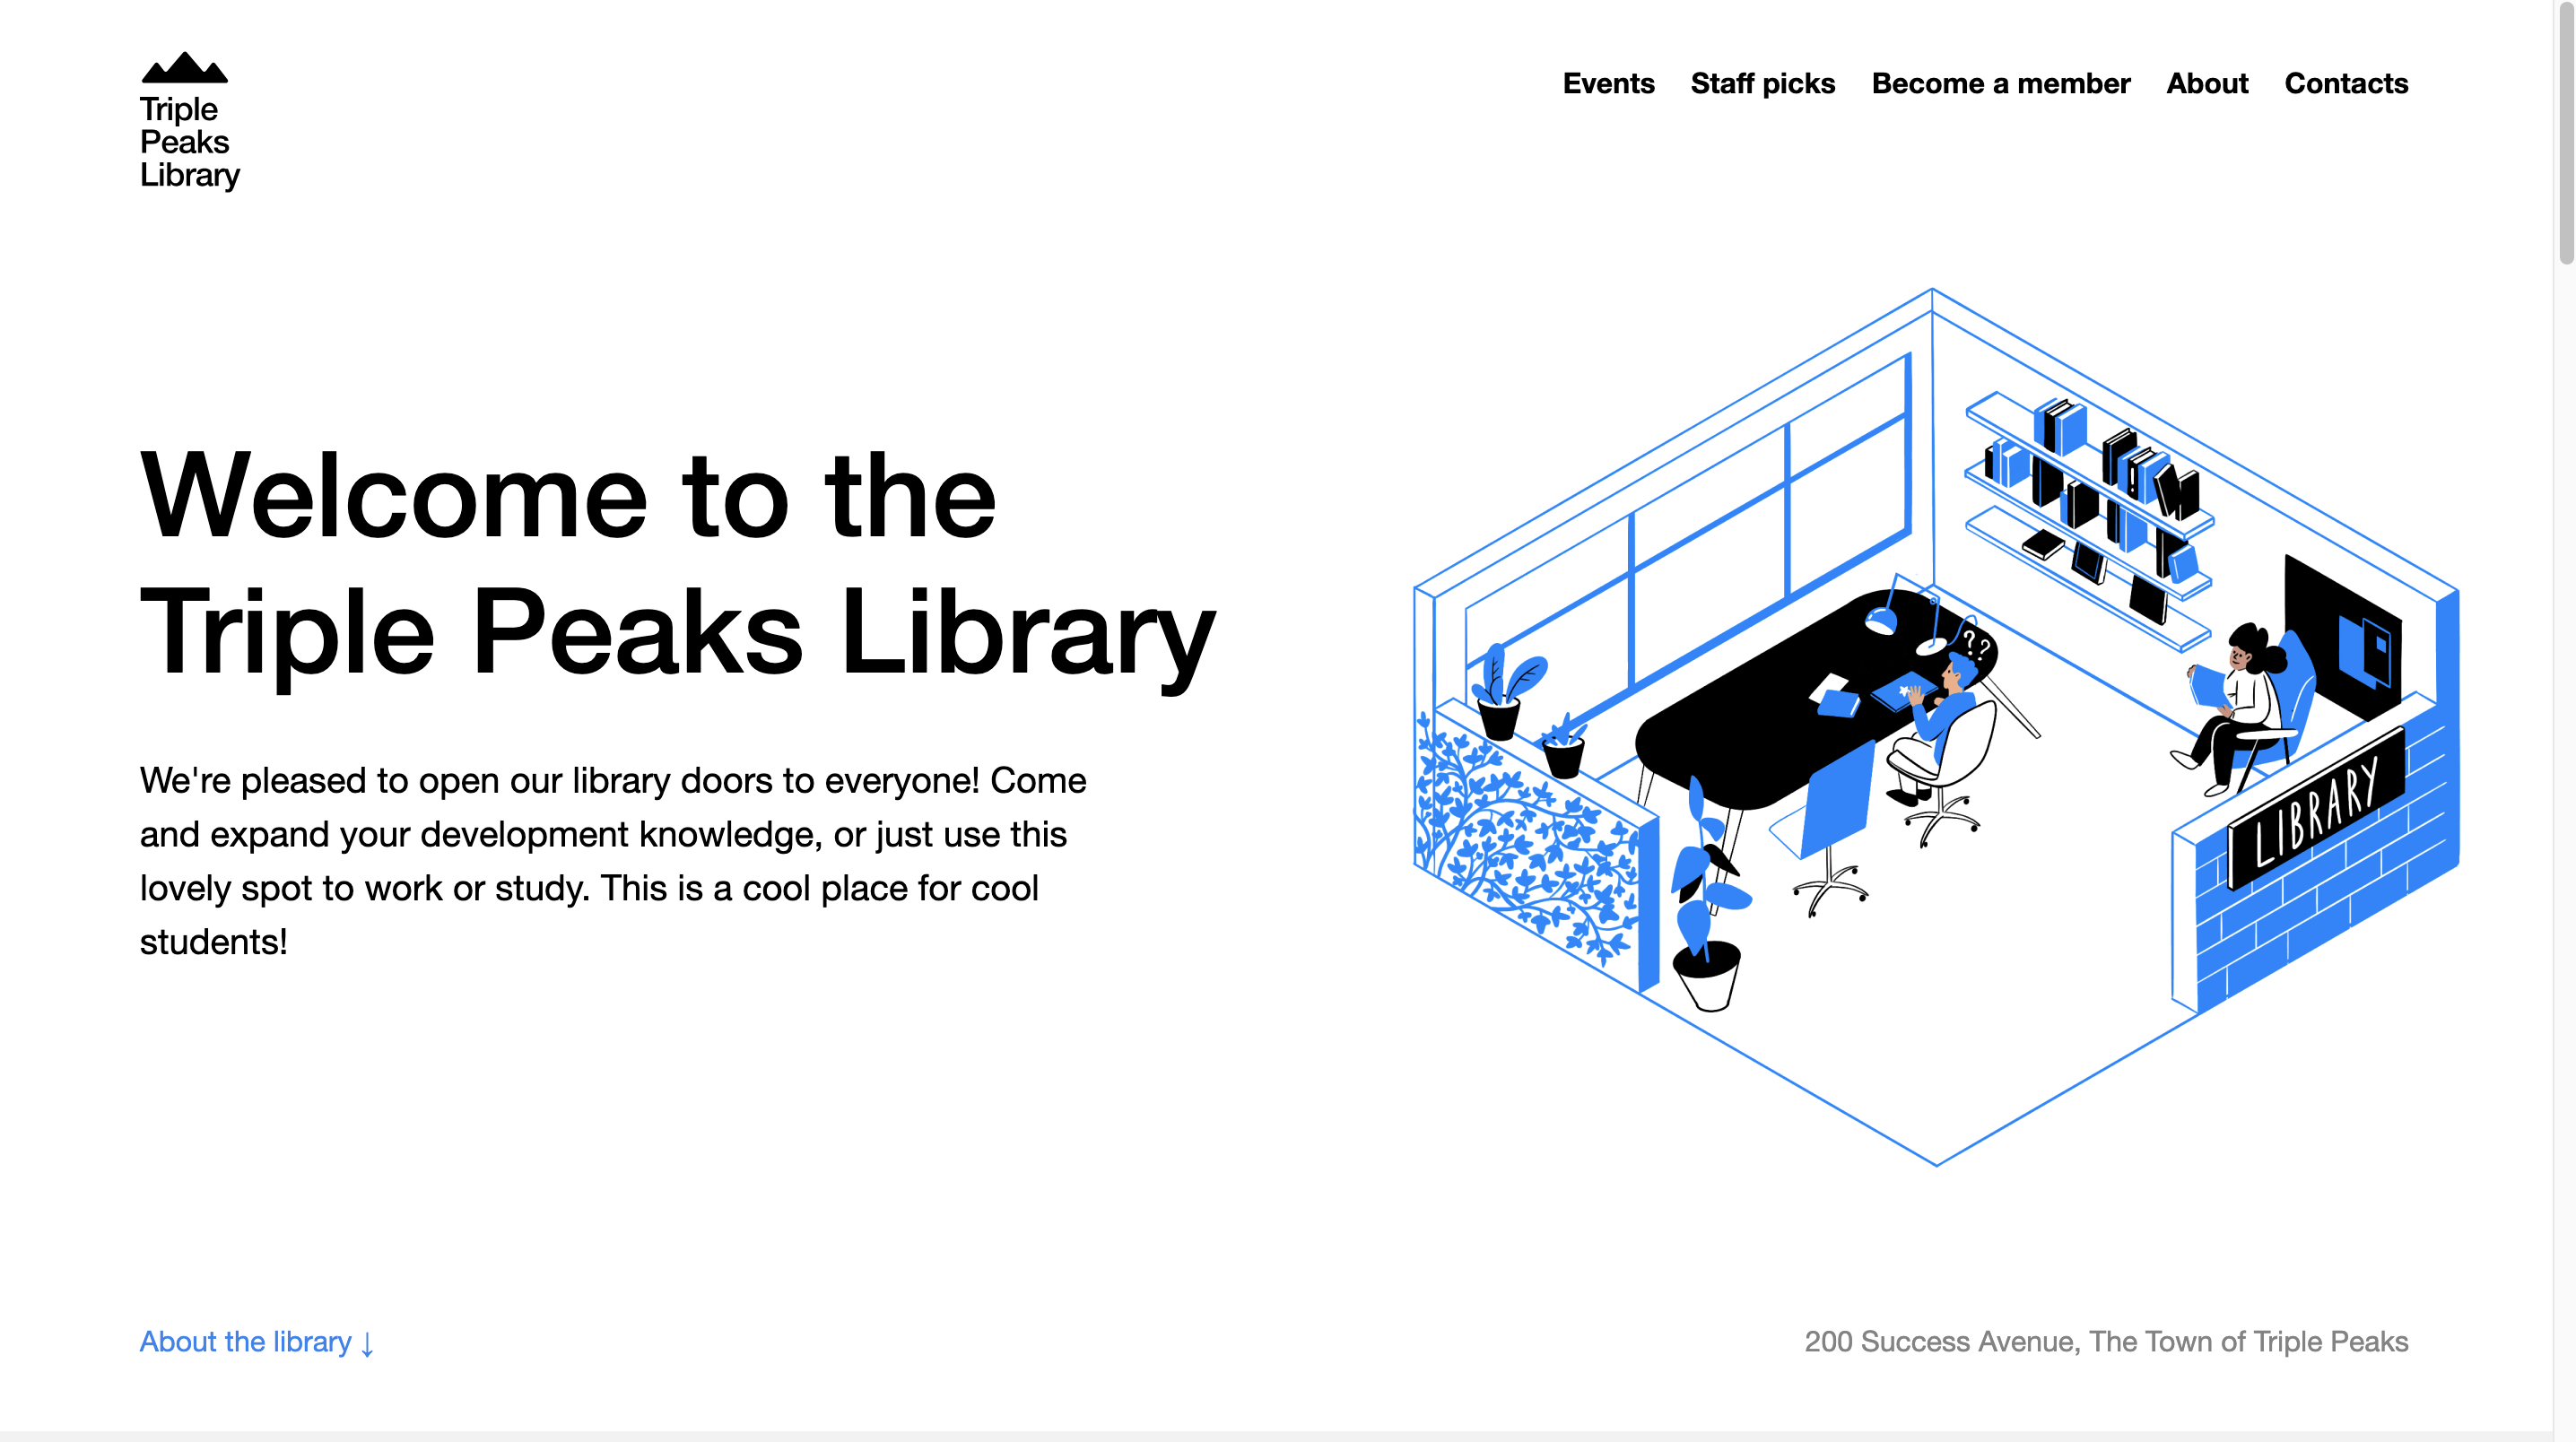 Triple
Peaks
Library
Events Staff picks Become a member About Contacts
Welcome to the
Triple Peaks Library
We're pleased to open our library doors to everyone! Come
and expand your development knowledge, or just use this
lovely spot to work or study. This is a cool place for cool
students!
??
LIBRARY
About the library ↓
200 Success Avenue, The Town of Triple Peaks